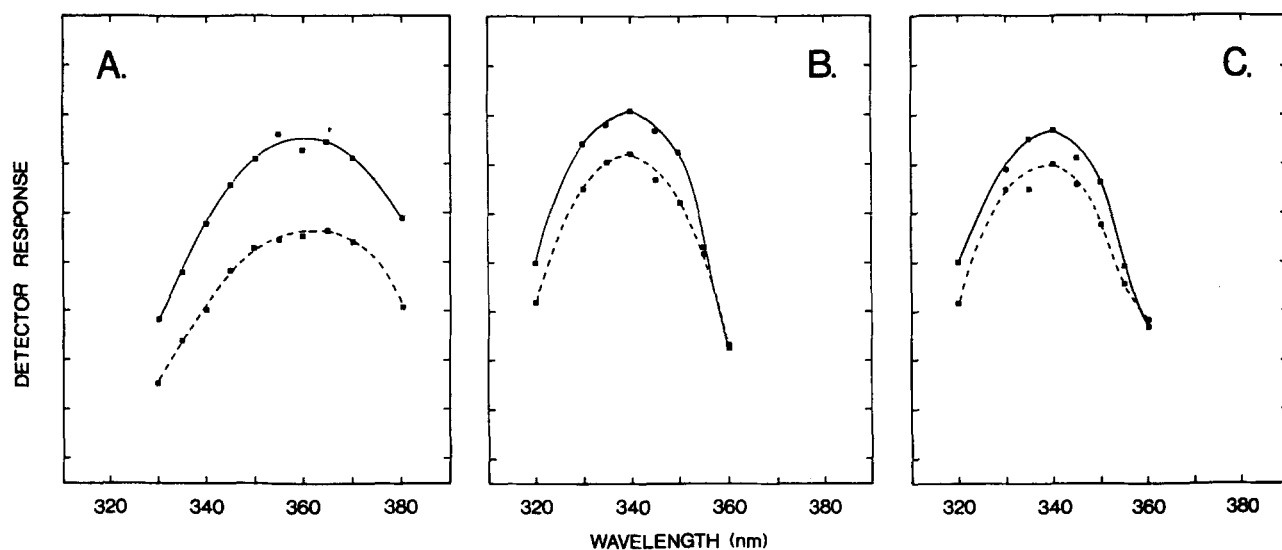 A.
B.
C.
DETECTOR RESPONSE
320 340 360 380
320 340 360 380
320 340 360 380
WAVELENGTH (nm)